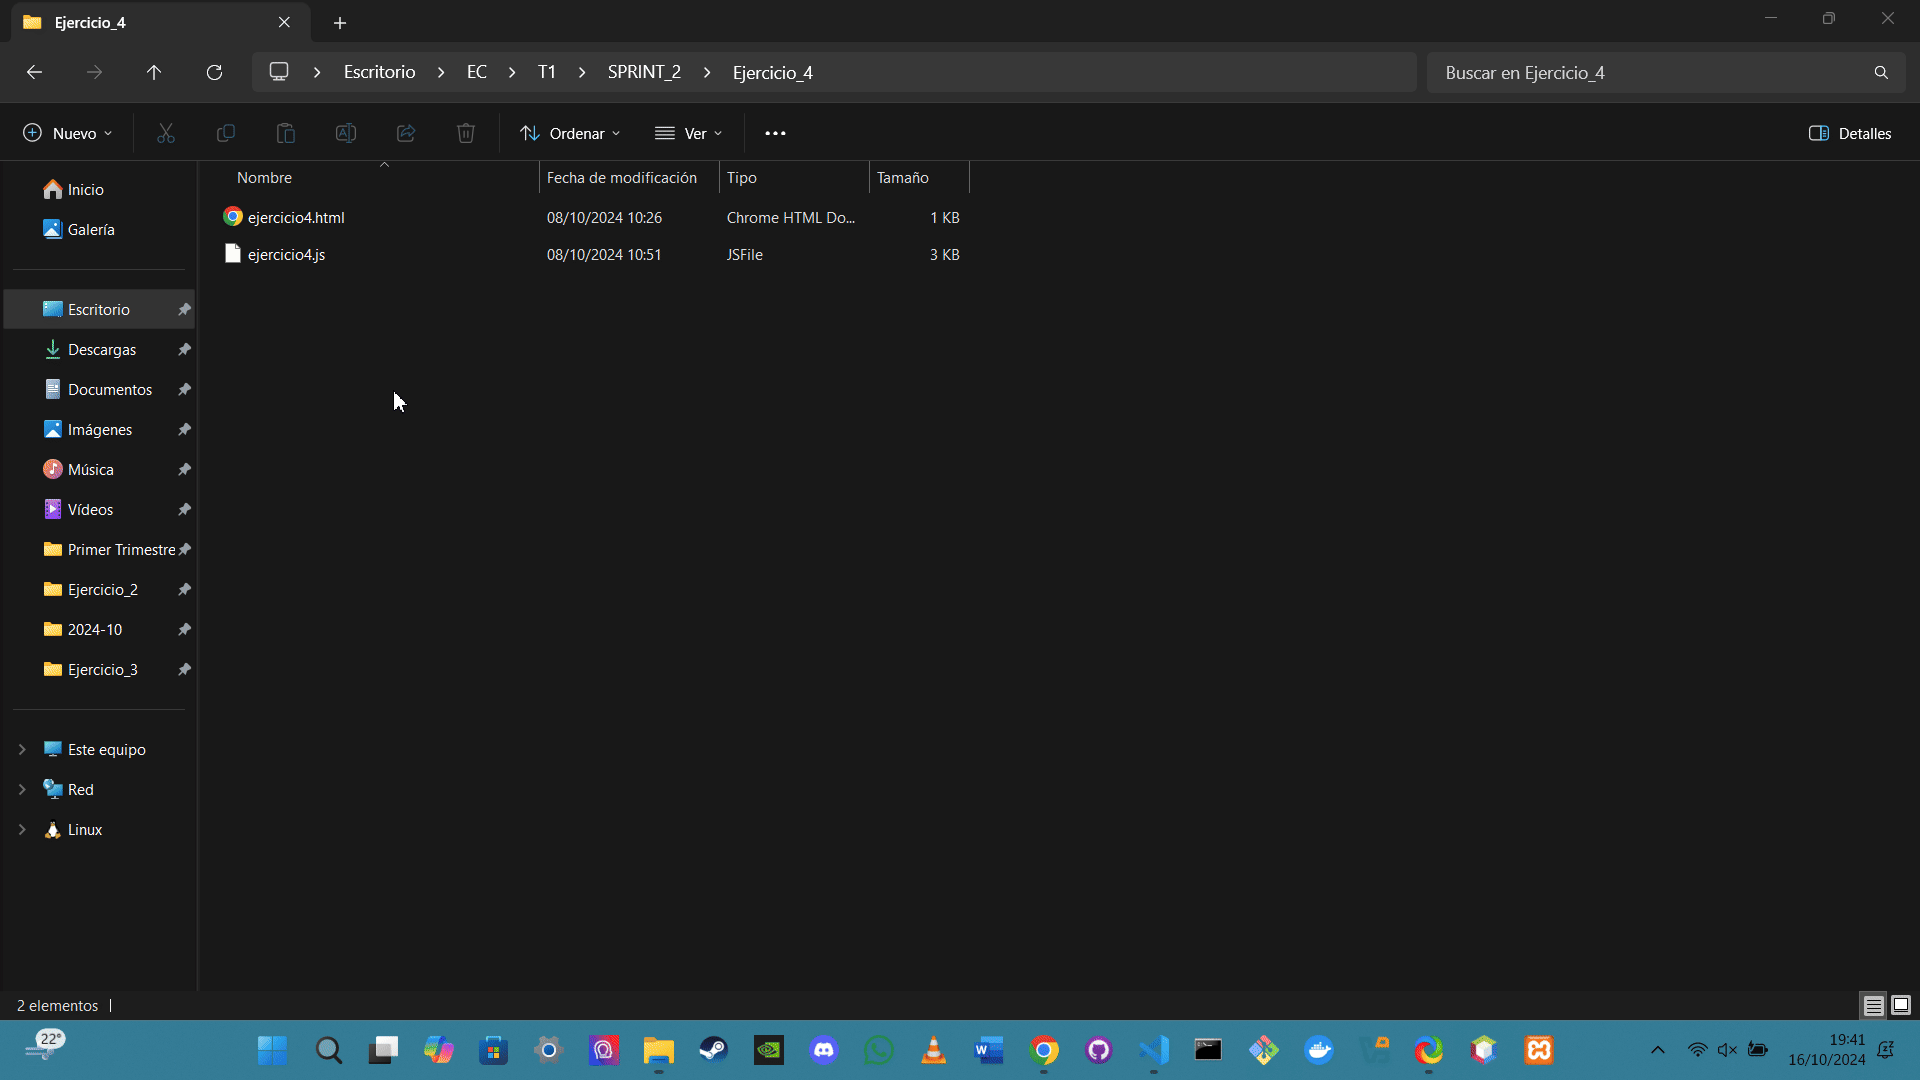 Ejercicio_4
Escritorio
EC
T1
SPRINT_2
Ejercicio_4
Buscar en Ejercicio_4
Nuevo
Ordenar
Ver
Detalles
Nombre
Fecha de modificación
Tipo
Tamaño
ejercicio4.html
08/10/2024 10:26
Chrome HTML Do...
1 KB
ejercicio4.js
08/10/2024 10:51
JSFile
3 KB
Inicio
Galería
Escritorio
Descargas
Documentos
Imágenes
Música
Vídeos
Primer Trimestre
Ejercicio_2
2024-10
Ejercicio_3
Este equipo
Red
Linux
2 elementos
22°
19:41
16/10/2024